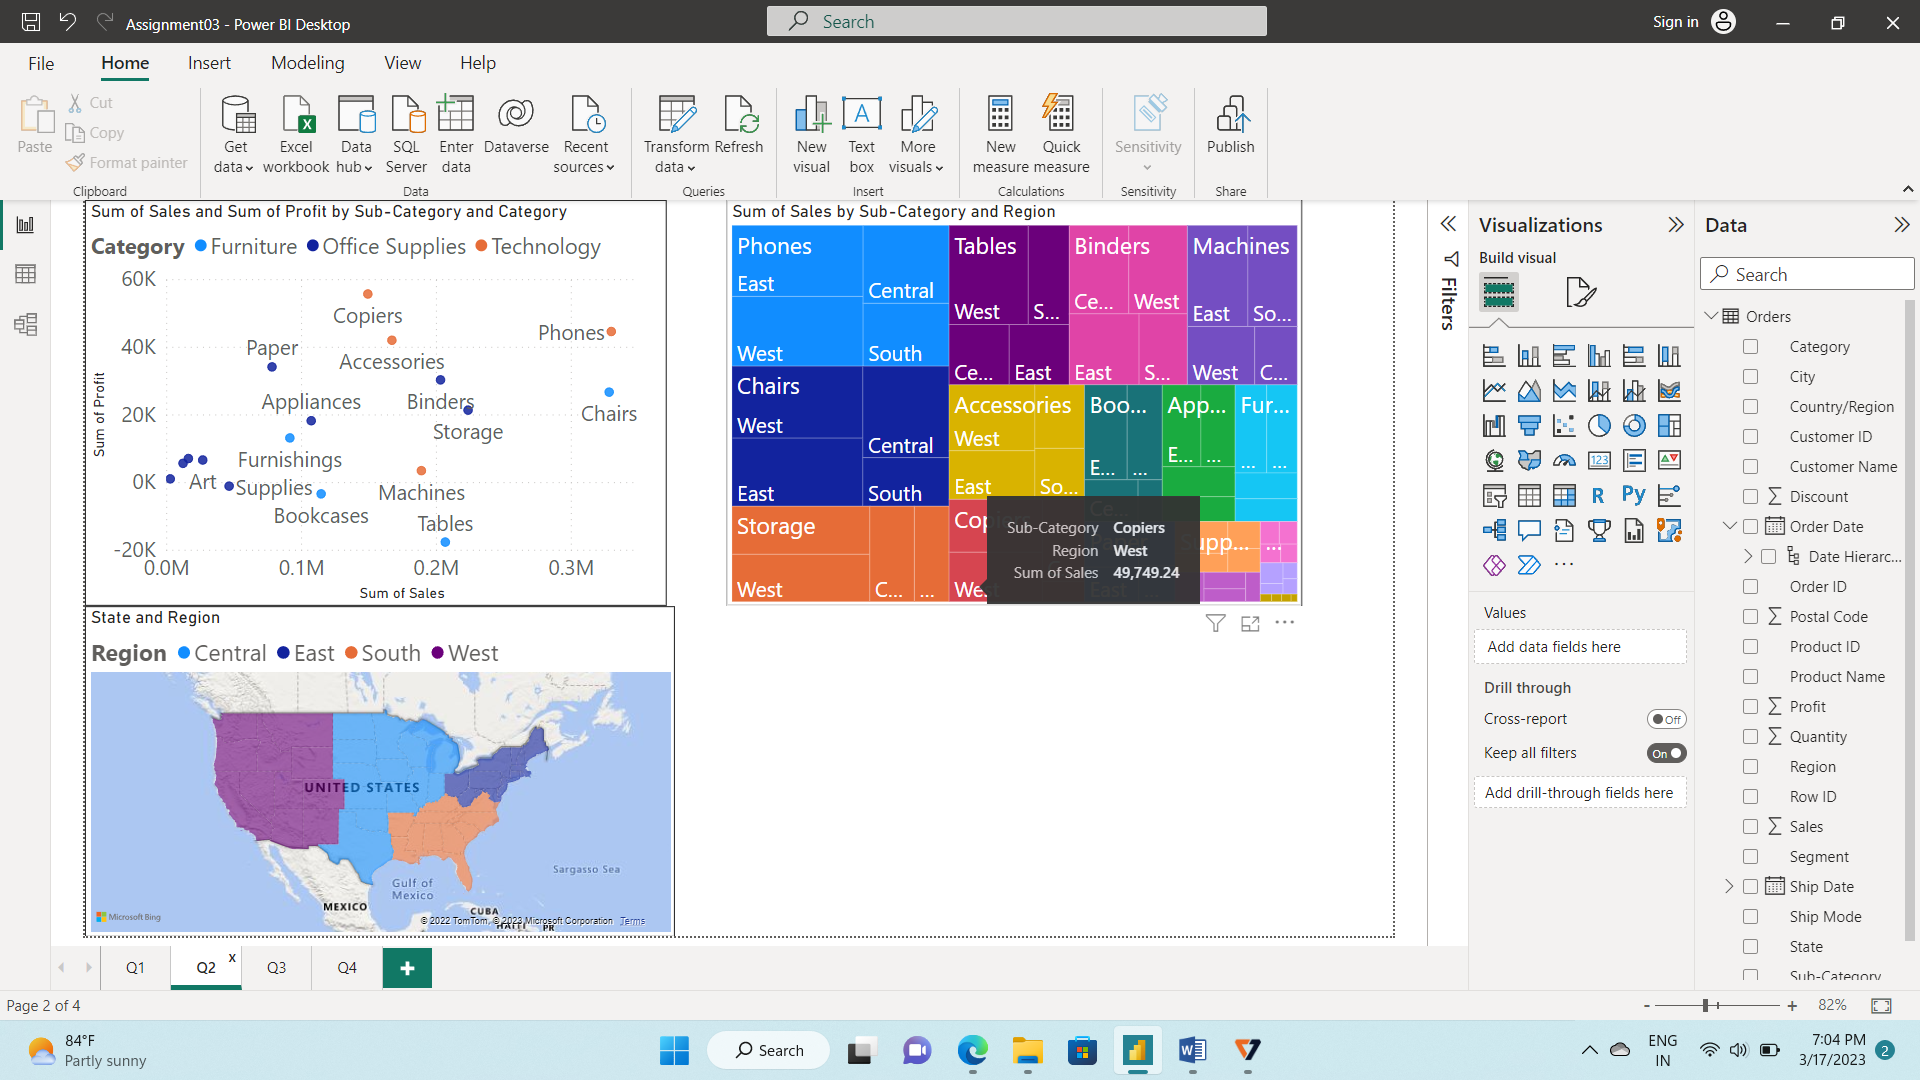 Assignment03 - Power BI Desktop
Search
Sign in
File
Home
Insert
Modeling
View
Help
Paste
Cut
Copy
Format painter
Clipboard
Get data
Excel workbook
Data hub
SQL Server
Enter data
Dataverse
Recent sources
Data
Transform data
Refresh
Queries
New visual
Text box
More visuals
Insert
New measure
Quick measure
Calculations
Sensitivity
Sensitivity
Publish
Share
Sum of Sales and Sum of Profit by Sub-Category and Category
Category Furniture Office Supplies Technology
Sum of Profit
60K
40K
20K
0K
-20K
Copiers
Phones
Paper
Accessories
Appliances
Binders
Chairs
Storage
Furnishings
Art
Supplies
Machines
Bookcases
Tables
0.0M
0.1M
0.2M
0.3M
Sum of Sales
Sum of Sales by Sub-Category and Region
Phones
East
Central
West
South
Chairs
West
Central
East
South
Storage
West
C...
...
Tables
West
S...
Ce...
East
Binders
Ce...
West
East
S...
Machines
East
So...
West
C...
Accessories
West
East
So...
Boo...
E...
...
App...
E...
...
Fur...
...
...
Sub-Category Copiers
Region West
Sum of Sales 49,749.24
...
State and Region
Region Central East South West
UNITED STATES
Sargasso Sea
Gulf of
MEXICO
MEXICO
CUBA
HAITI
PR
Microsoft Bing
© 2022 TomTom, © 2023 Microsoft Corporation Terms
Filters
Visualizations
Build visual
123
R
Py
...
Values
Add data fields here
Drill through
Cross-report
Off
Keep all filters
On
Add drill-through fields here
Data
Search
Orders
Category
City
Country/Region
Customer ID
Customer Name
Discount
Order Date
Date Hierarc...
Order ID
Postal Code
Product ID
Product Name
Profit
Quantity
Region
Row ID
Sales
Segment
Ship Date
Ship Mode
State
Sub-Category
Q1
Q2
x
Q3
Q4
+
Page 2 of 4
- + 82%
84°F
Partly sunny
Search
ENG
IN
7:04 PM
3/17/2023
2